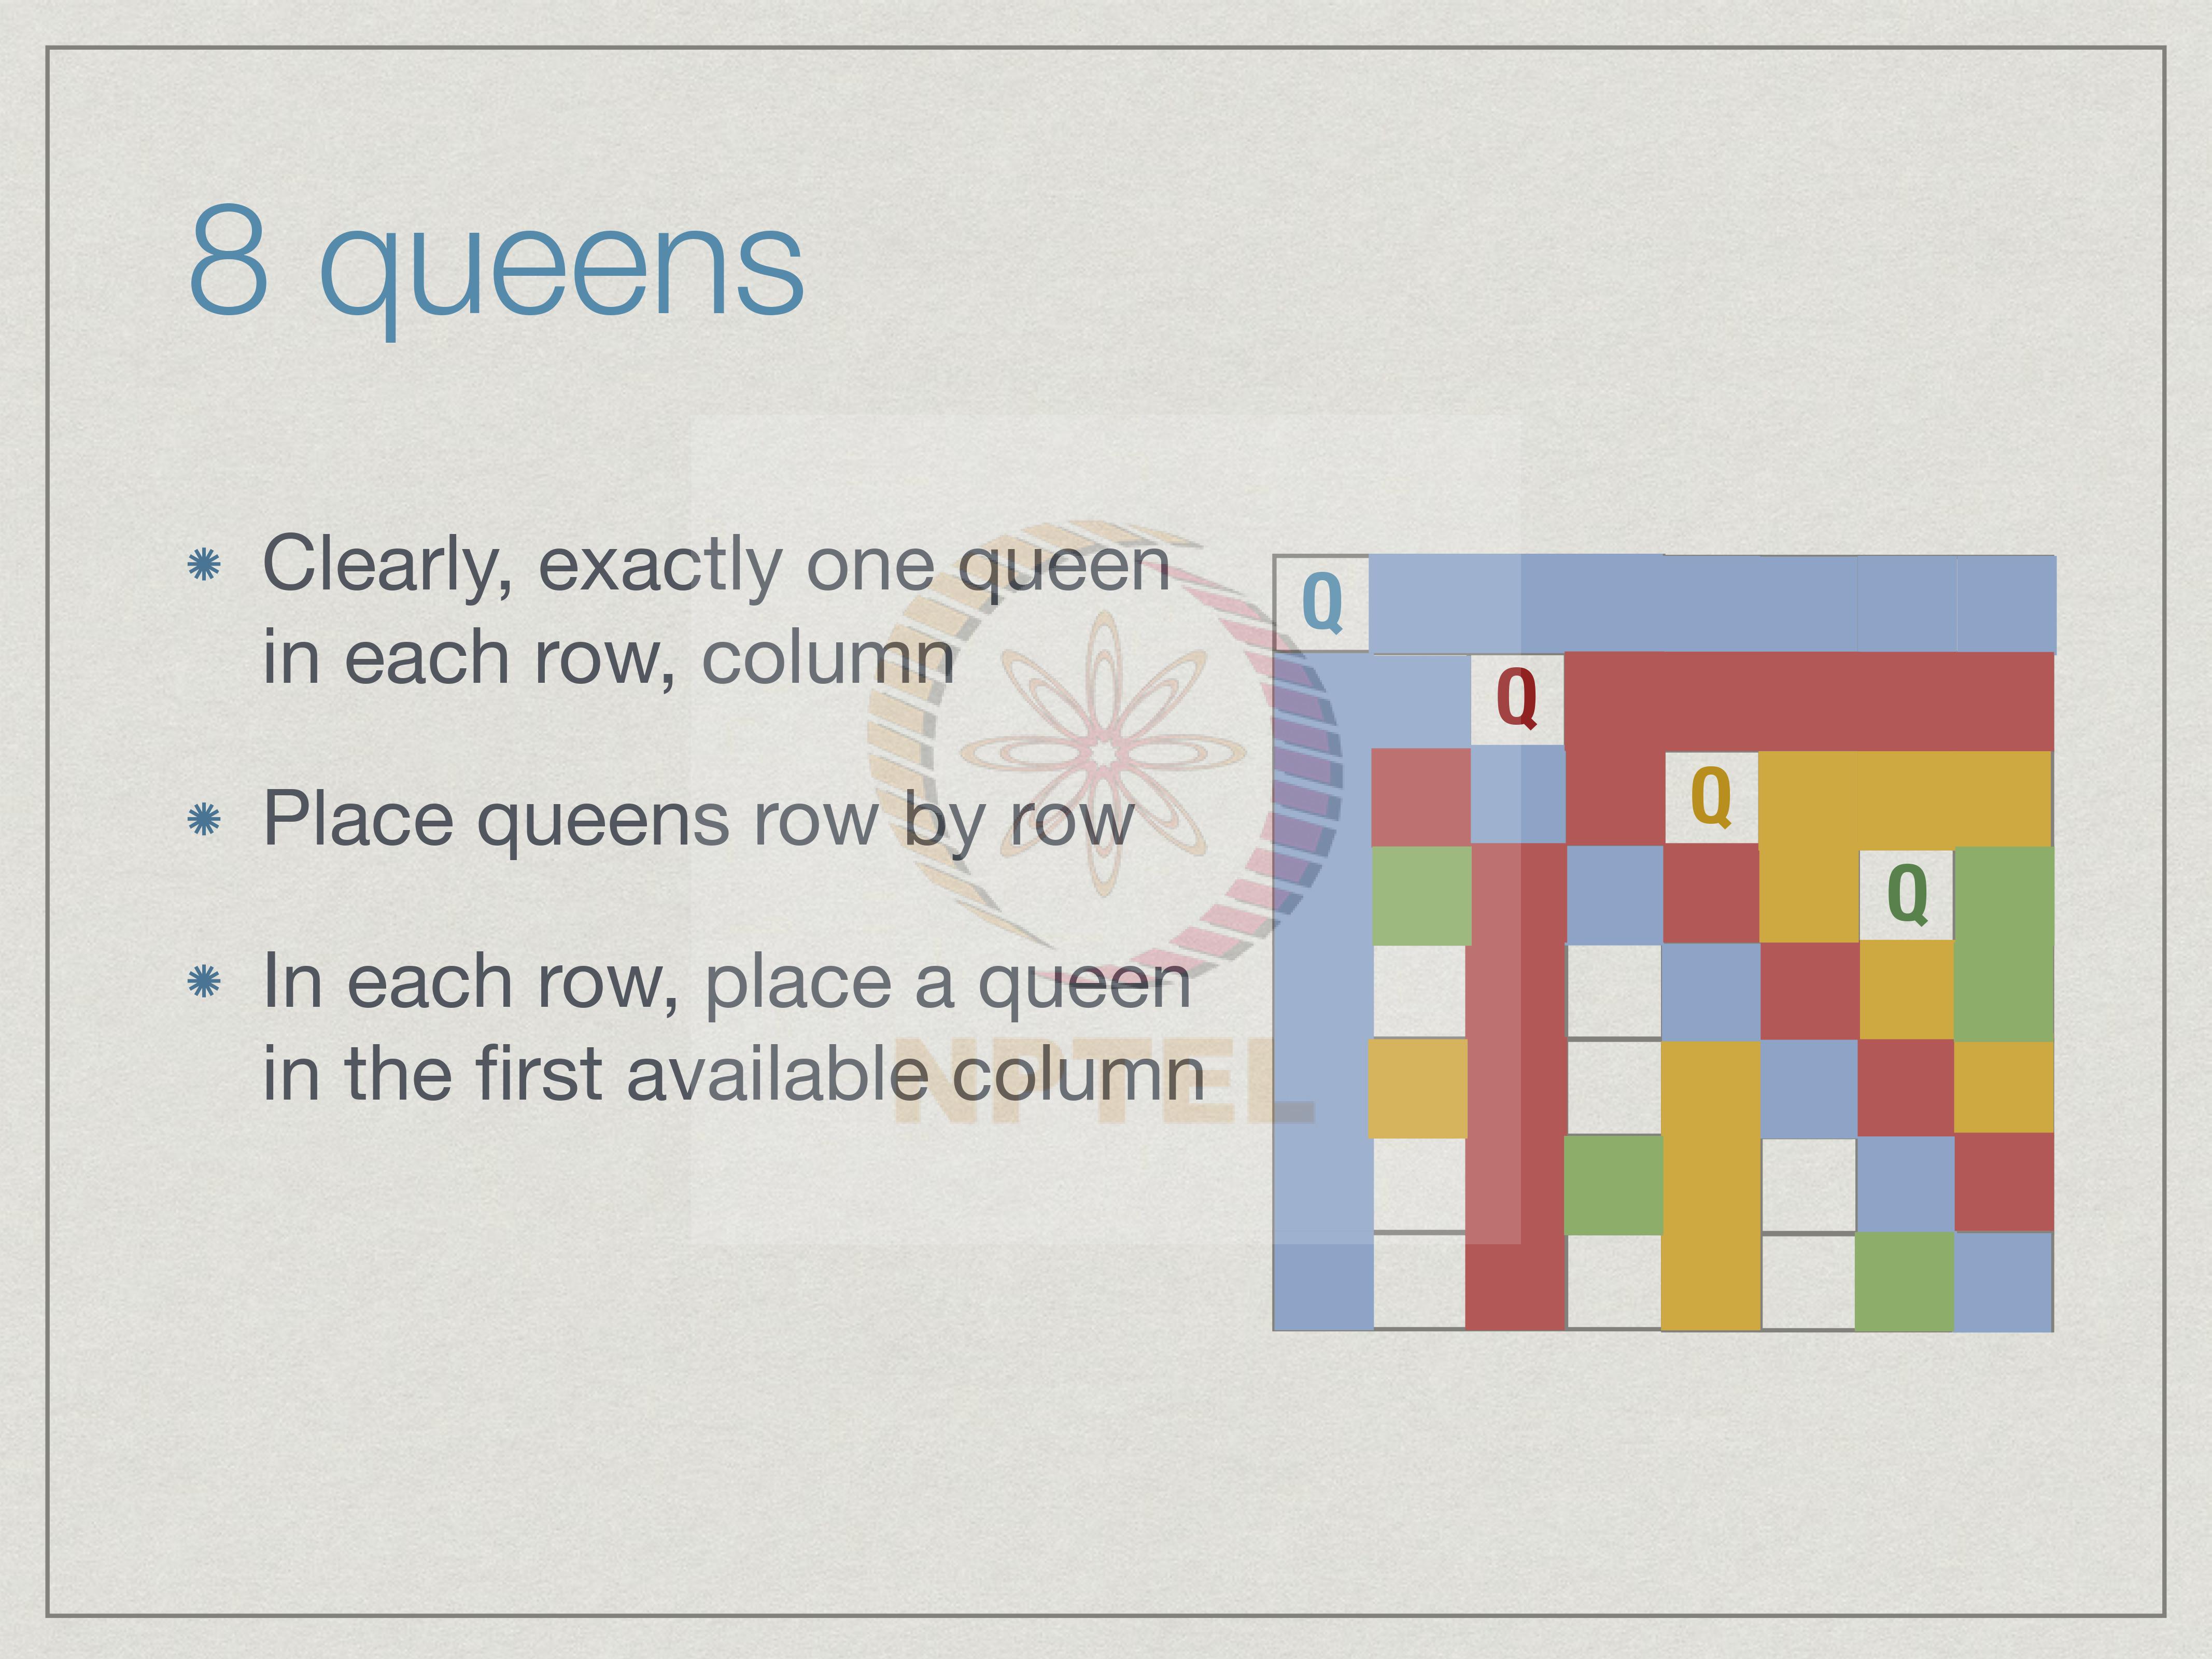 8 queens
Clearly, exactly one queen
in each row, column
Place queens row by row
In each row, place a queen
in the first available column
Q
Q
Q
Q
NPTEL